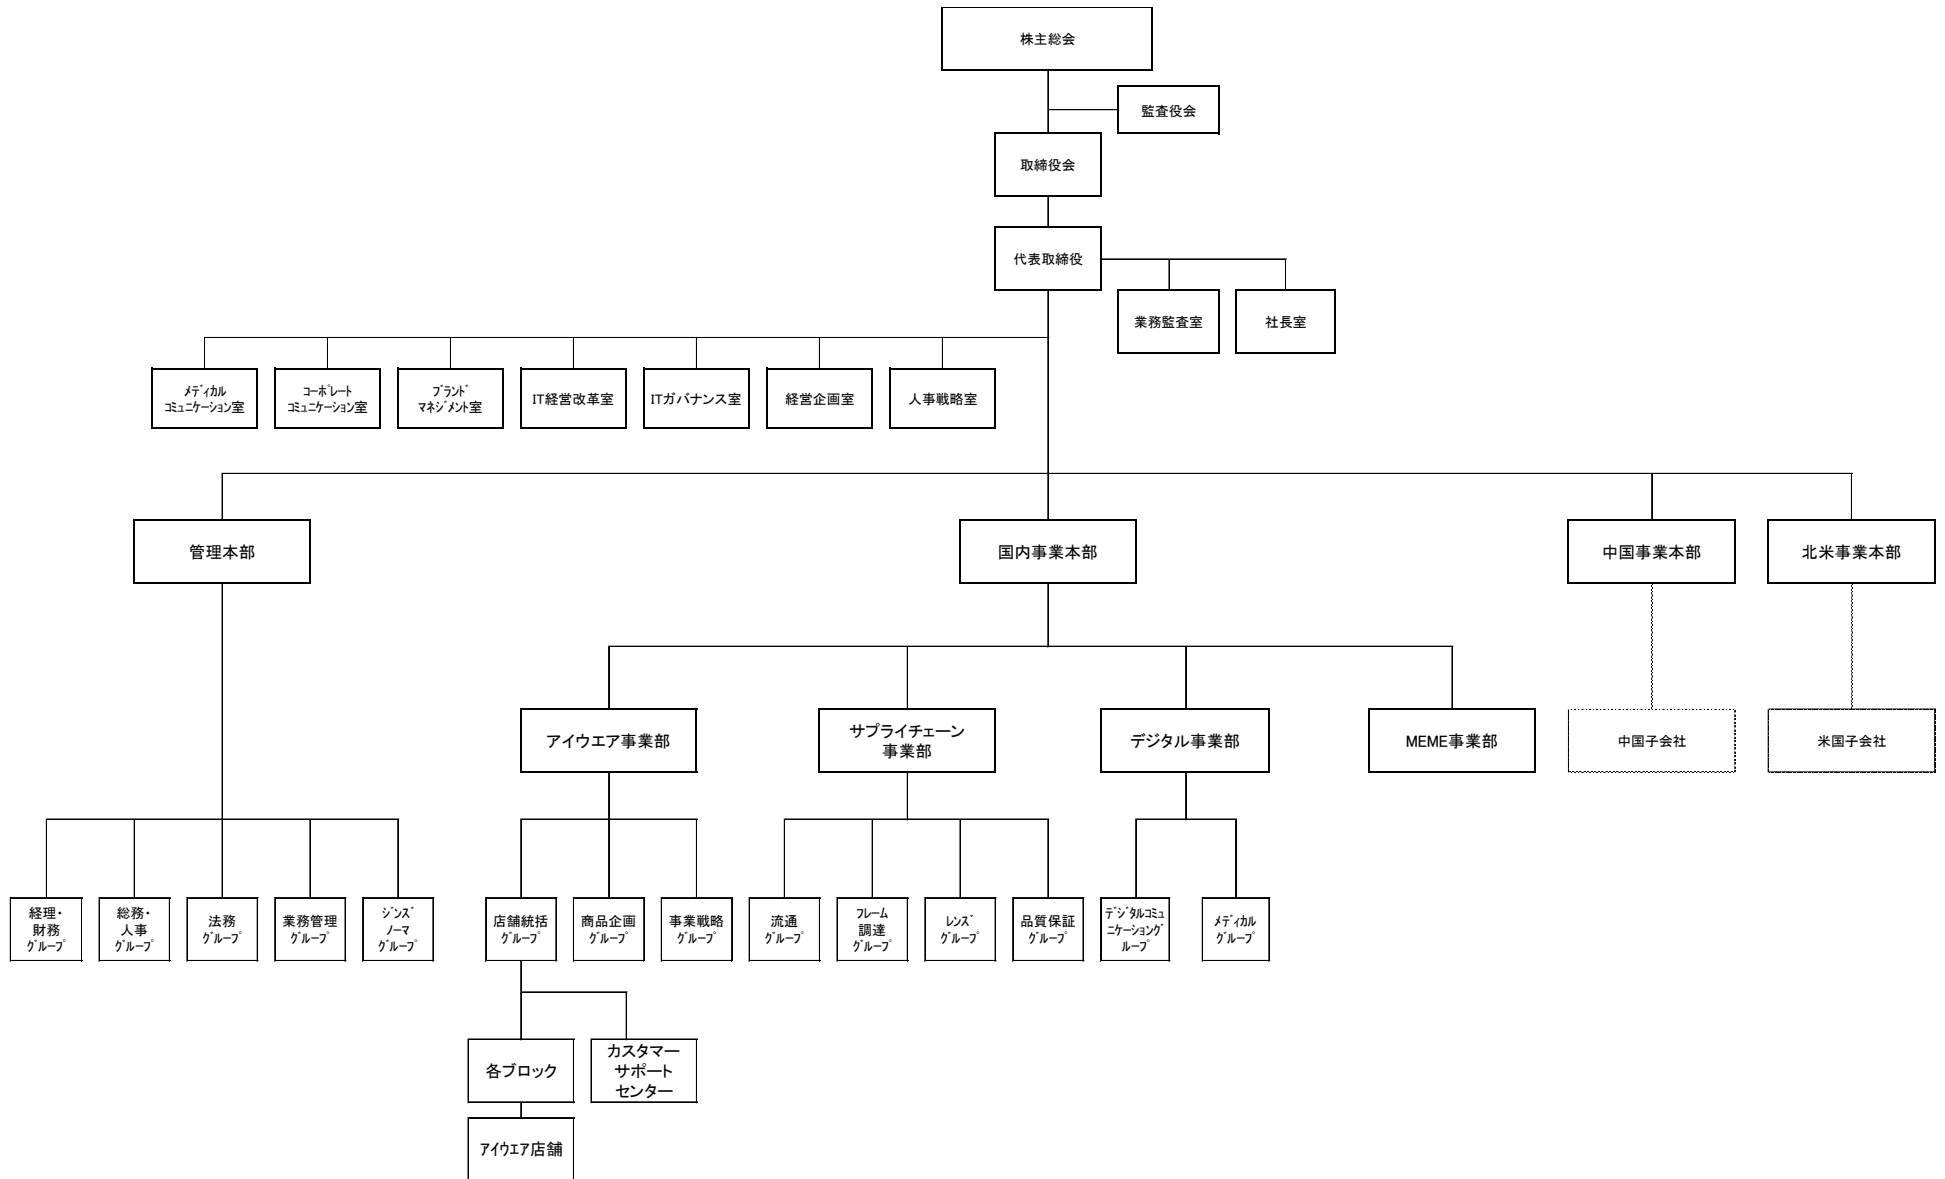 株主総会
監査役会
取締役会
代表取締役
業務監査室
社長室
ﾒﾃﾞｨｶﾙ
ｺﾐｭﾆｹｰｼｮﾝ室
ｺｰﾎﾟﾚｰﾄ
ｺﾐｭﾆｹｰｼｮﾝ室
ﾌﾞﾗﾝﾄﾞ
ﾏﾈｼﾞﾒﾝﾄ室
IT経営改革室
ITガバナンス室
経営企画室
人事戦略室
管理本部
国内事業本部
中国事業本部
北米事業本部
アイウエア事業部
サプライチェーン
事業部
デジタル事業部
MEME事業部
中国子会社
米国子会社
経理・
財務
ｸﾞﾙｰﾌﾟ
総務・
人事
ｸﾞﾙｰﾌﾟ
法務
ｸﾞﾙｰﾌﾟ
業務管理
ｸﾞﾙｰﾌﾟ
ｼﾞﾝｽﾞ
ﾉｰﾏ
ｸﾞﾙｰﾌﾟ
店舗統括
ｸﾞﾙｰﾌﾟ
商品企画
ｸﾞﾙｰﾌﾟ
事業戦略
ｸﾞﾙｰﾌﾟ
流通
ｸﾞﾙｰﾌﾟ
ﾌﾚｰﾑ
調達
ｸﾞﾙｰﾌﾟ
ﾚﾝｽﾞ
ｸﾞﾙｰﾌﾟ
品質保証
ｸﾞﾙｰﾌﾟ
ﾃﾞｼﾞﾀﾙｺﾐｭ
ﾆｹｰｼｮﾝｸﾞ
ﾙｰﾌﾟ
ﾒﾃﾞｨｶﾙ
ｸﾞﾙｰﾌﾟ
各ブロック
カスタマー
サポート
センター
ｱｲｳｴｱ店舗